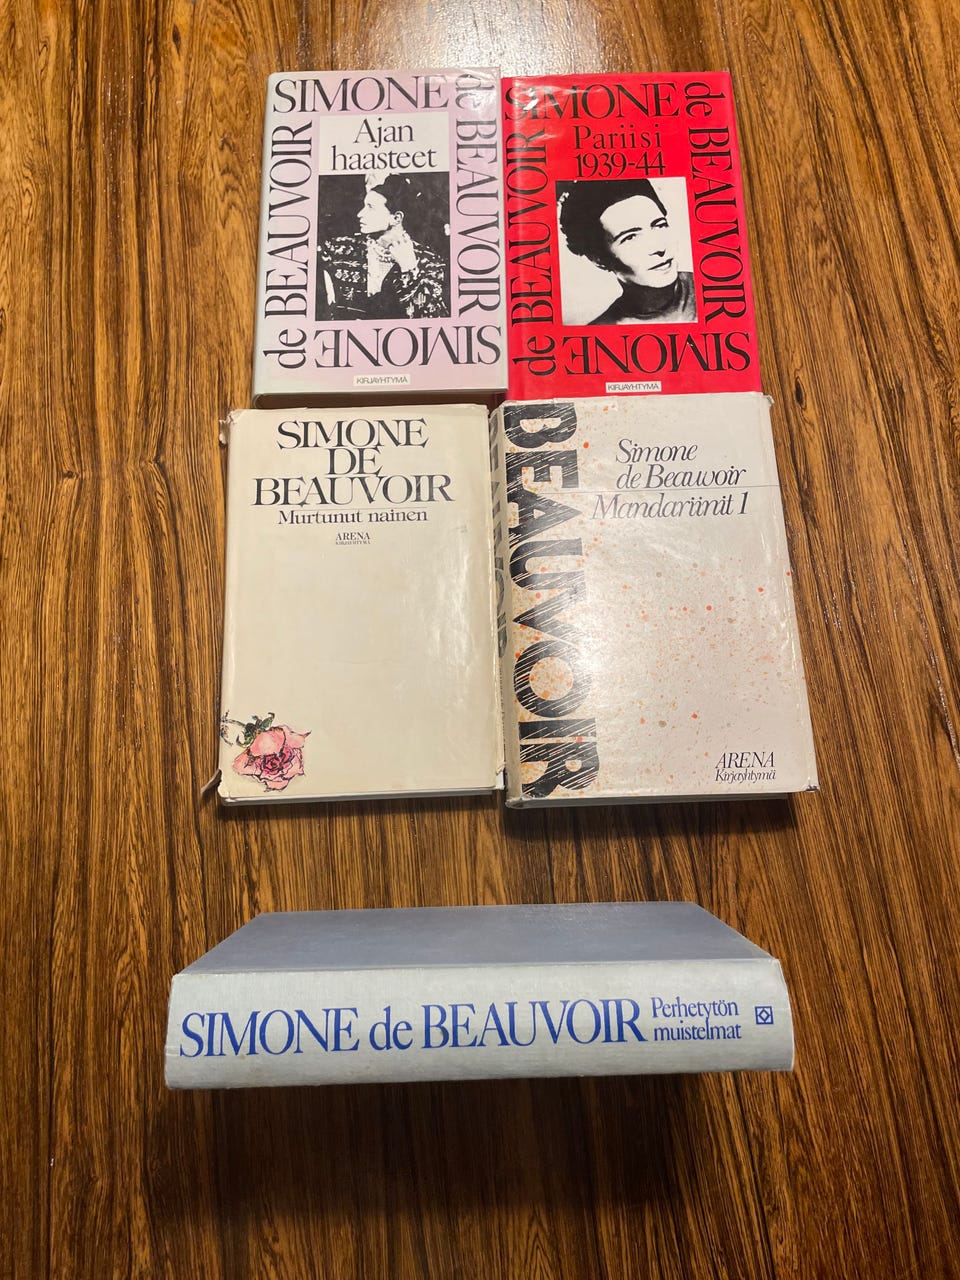 SIMONE de BEAUVOIR
SIMONE de BEAUVOIR
Ajan
haasteet
KIRJAYHTYMÄ
SIMONE de BEAUVOIR
SIMONE de BEAUVOIR
Pariisi
1939-44
KIRJAYHTYMÄ
SIMONE
DE
BEAUVOIR
Murtunut nainen
ARENA
KIRJAYHTYMÄ
BEAUVOIR
BEAUVOIR
Simone
de Beauvoir
Mandariinit 1
ARENA
Kirjayhtymä
SIMONE de BEAUVOIR
Perhetytön
muistelmat